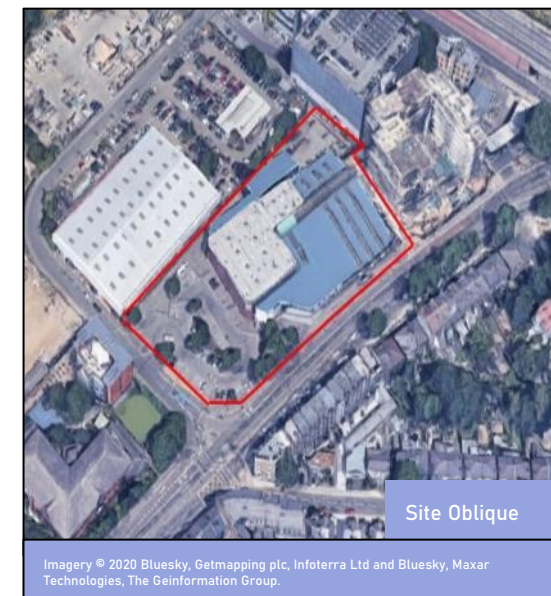 Site Oblique
Imagery © 2020 Bluesky, Getmapping plc, Infoterra Ltd and Bluesky, Maxar
Technologies, The Geinformation Group.